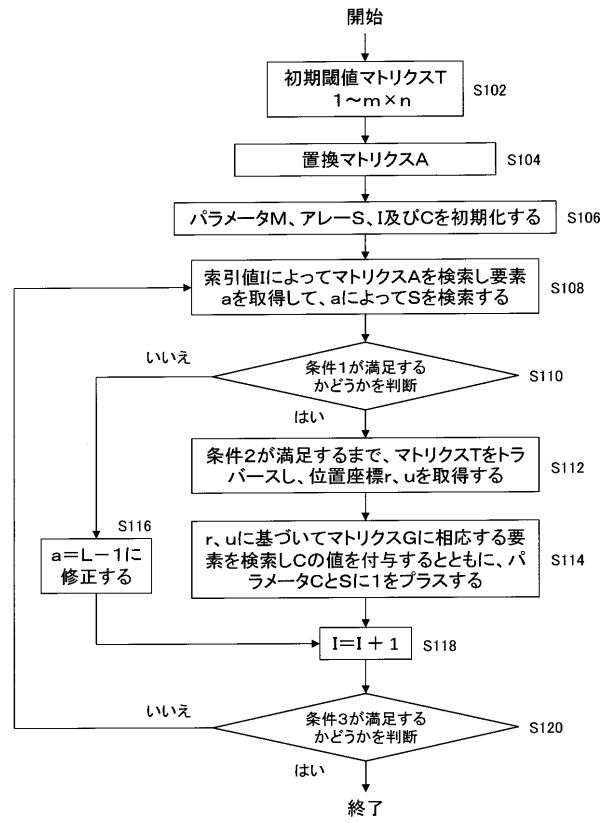 開始
初期閾値マトリクスT
1~m×n
S102
置換マトリクスA
S104
パラメータM、アレーS、I及びCを初期化する
S106
索引値IによってマトリクスAを検索し要素
aを取得して、aによってSを検索する
S108
いいえ
条件1が満足する
かどうかを判断
S110
はい
条件2が満足するまで、マトリクスTをトラ
バースし、位置座標r、uを取得する
S112
S116
a=L-1に
修正する
r、uに基づいてマトリクスGに相応する要
素を検索しCの値を付与するとともに、パ
ラメータCとSに1をプラスする
S114
I=I+1
S118
いいえ
条件3が満足する
かどうかを判断
S120
はい
終了